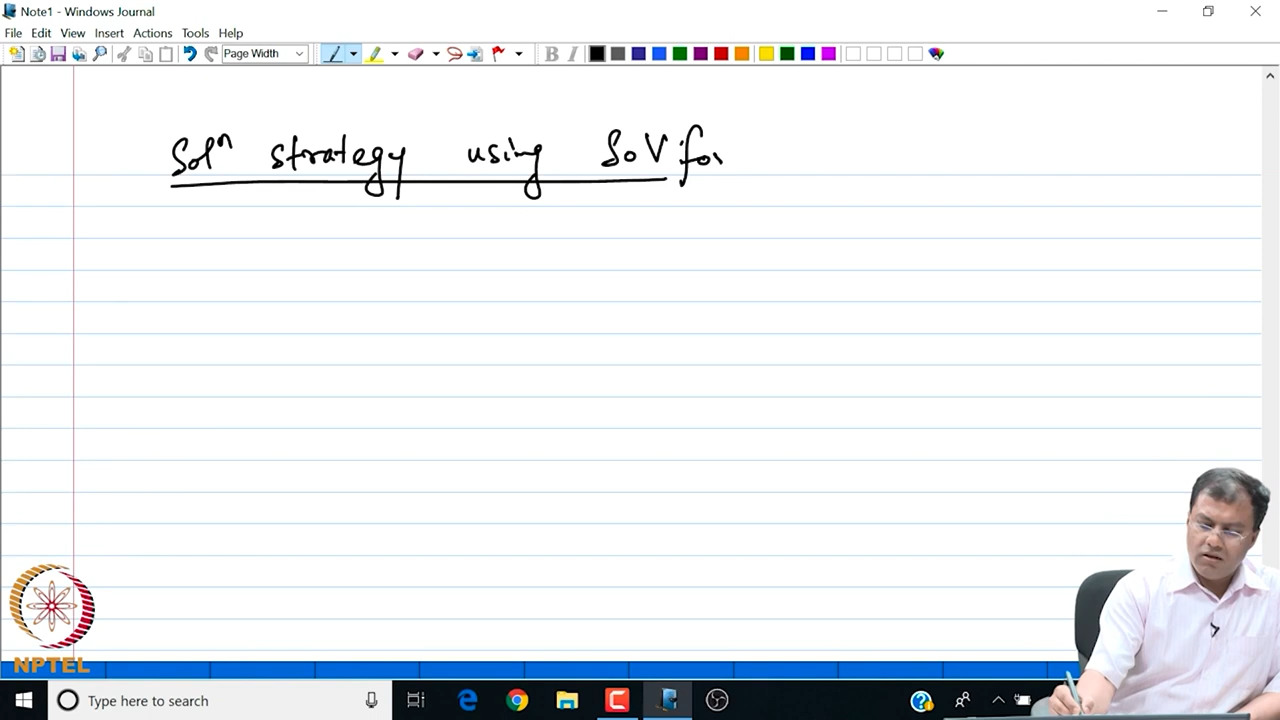 Note1 - Windows Journal
File Edit View Insert Actions Tools Help
Page Width
B I
Solⁿ strategy using SoV for
NPTEL
Type here to search